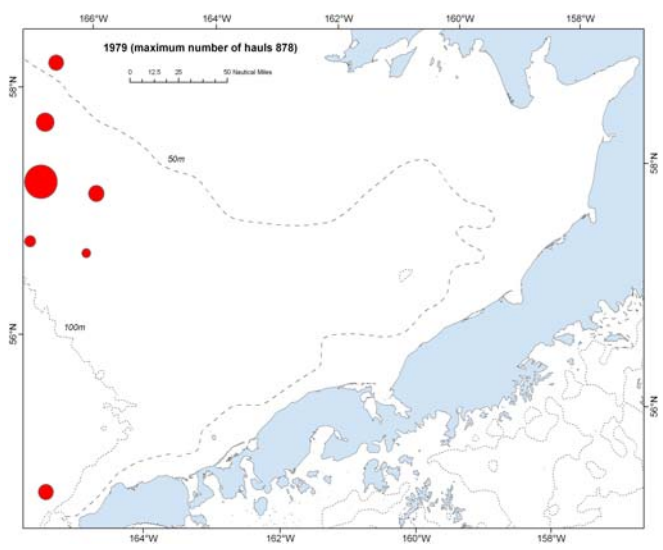 166°W 164°W 162°W 160°W 158°W
1979 (maximum number of hauls 878)
0 12.5 25 50 Nautical Miles
58°N
50m
58°N
100m
56°N
56°N
164°W 162°W 160°W 158°W